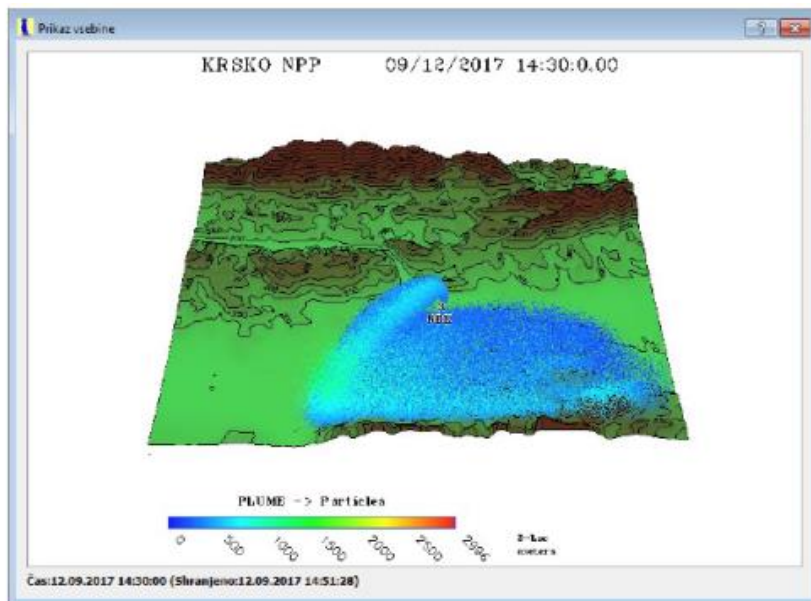 Prikaz vsebine
KRSKO NPP 09/12/2017 14:30:0.00
PLUME -> Particles
0 500 1000 1500 2000 2500 2996
Z-Loc
meters
Čas:12.09.2017 14:30:00 (Shranjeno:12.09.2017 14:51:28)